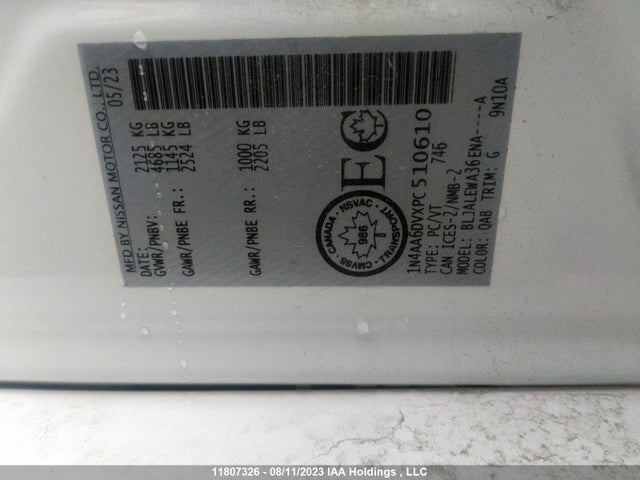 MFD BY NISSAN MOTOR CO., LTD.
DATE: 05/23
GVWR/PNBV: 2125 KG
4685 LB
GAWR/PNBE FR.: 1145 KG
2524 LB
GAWR/PNBE RR.: 1000 KG
2205 LB
CANADA · NSVAC · TRANSPORT · CMVSS
986
EC
1N4AA6DVXPC510610
TYPE: PC/VT 746
CAN ICES-2/NMB-2
MODEL: BLJALEWA36ENA----A
COLOR: QAB TRIM: G 9N10A
11807326 - 08/11/2023 IAA Holdings , LLC